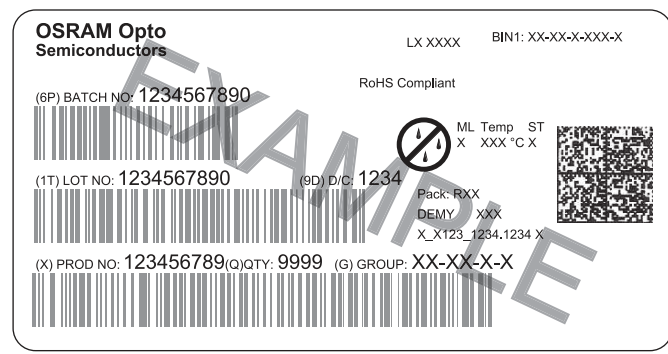 OSRAM Opto
Semiconductors
LX XXXX
BIN1: XX-XX-X-XXX-X
RoHS Compliant
(6P) BATCH NO: 1234567890
ML Temp ST
X XXX °C X
(1T) LOT NO: 1234567890
(9D) D/C: 1234
Pack: RXX
DEMY XXX
X_X123_1234.1234 X
(X) PROD NO: 123456789(Q)QTY: 9999 (G) GROUP: XX-XX-X-X
EXAMPLE